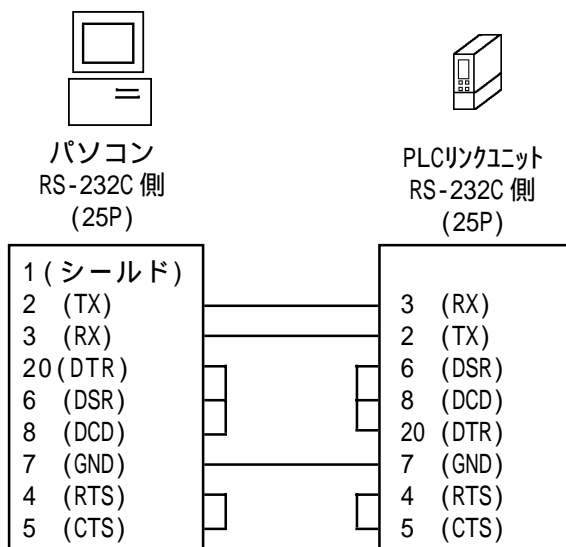 パソコン
RS-232C 側
(25P)
PLCリンクユニット
RS-232C 側
(25P)
1(シールド)
2 (TX)
3 (RX)
20(DTR)
6 (DSR)
8 (DCD)
7 (GND)
4 (RTS)
5 (CTS)
3 (RX)
2 (TX)
6 (DSR)
8 (DCD)
20 (DTR)
7 (GND)
4 (RTS)
5 (CTS)